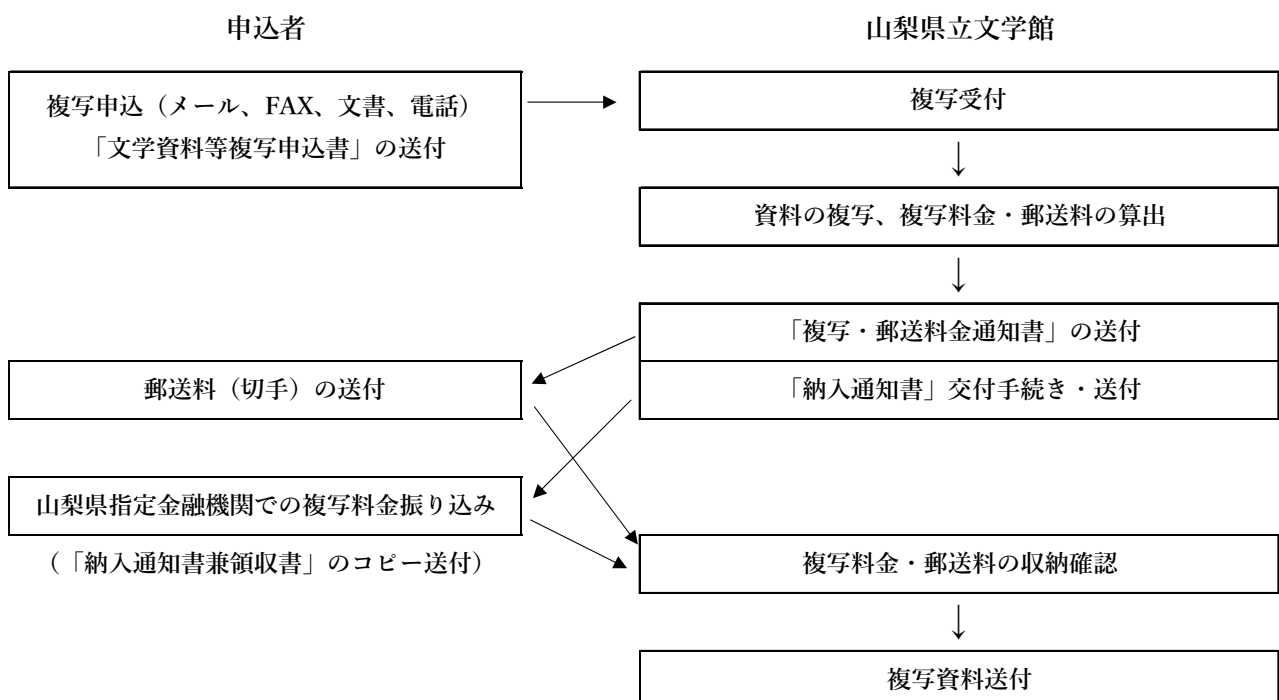 申込者
山梨県立文学館
複写申込（メール、FAX、文書、電話）
「文学資料等複写申込書」の送付
複写受付
↓
資料の複写、複写料金・郵送料の算出
↓
「複写・郵送料金通知書」の送付
郵送料（切手）の送付
「納入通知書」交付手続き・送付
山梨県指定金融機関での複写料金振り込み
（「納入通知書兼領収書」のコピー送付）
複写料金・郵送料の収納確認
↓
複写資料送付